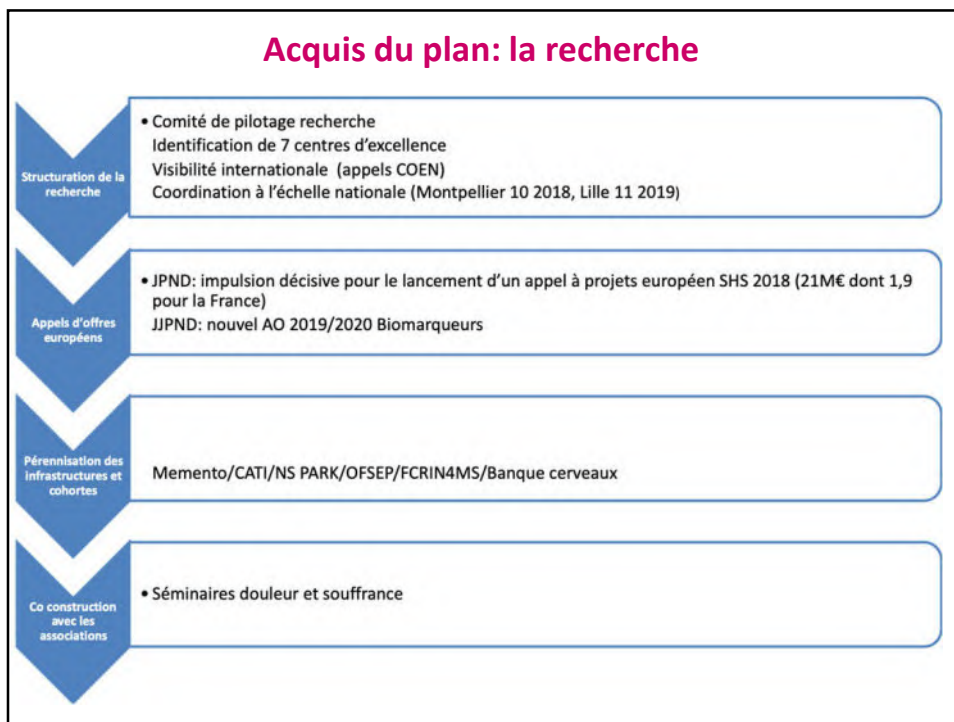 Acquis du plan: la recherche
Structuration de la
recherche
• Comité de pilotage recherche
Identification de 7 centres d'excellence
Visibilité internationale (appels COEN)
Coordination à l'échelle nationale (Montpellier 10 2018, Lille 11 2019)
Appels d'offres
européens
• JPND: impulsion décisive pour le lancement d'un appel à projets européen SHS 2018 (21M€ dont 1,9
pour la France)
JJPND: nouvel AO 2019/2020 Biomarqueurs
Pérennisation des
infrastructures et
cohortes
Memento/CATI/NS PARK/OFSEP/FCRIN4MS/Banque cerveaux
Co construction
avec les
associations
• Séminaires douleur et souffrance